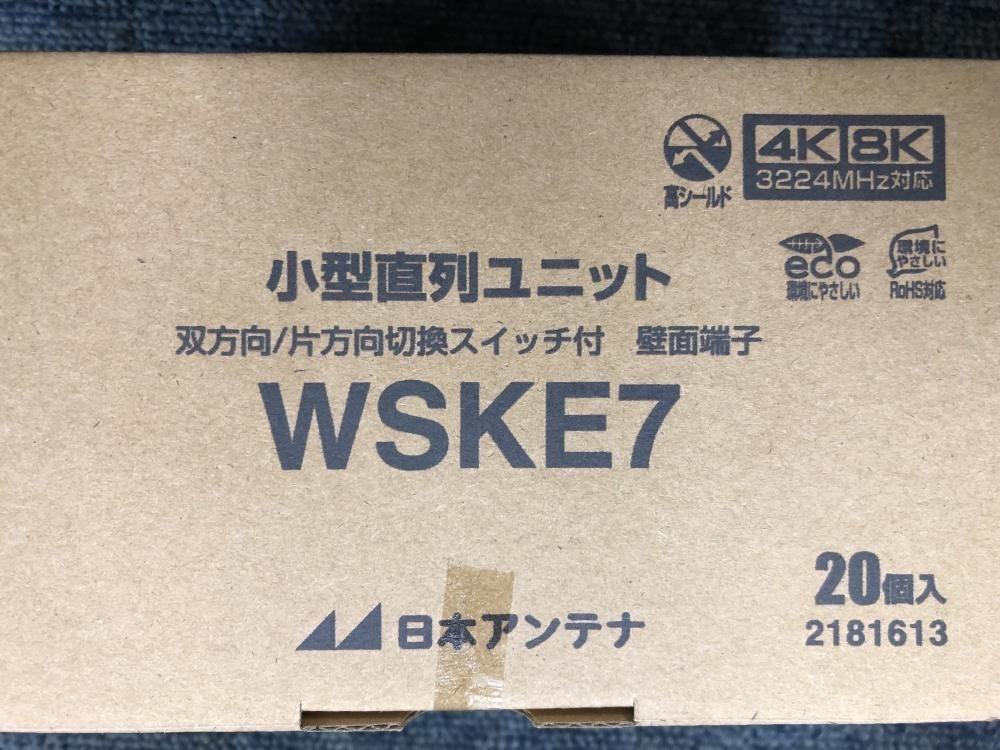 高シールド
4K 8K
3224MHz対応
eco
環境にやさしい
環境に
やさしい
RoHS対応
小型直列ユニット
双方向/片方向切換スイッチ付 壁面端子
WSKE7
20個入
2181613
日本アンテナ